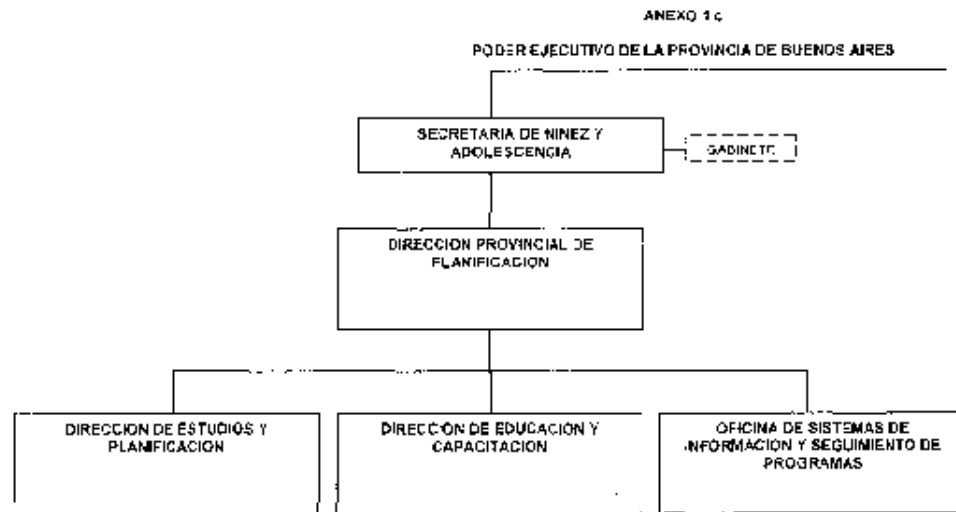 ANEXO 1 c
PODER EJECUTIVO DE LA PROVINCIA DE BUENOS AIRES
SECRETARIA DE NINEZ Y
ADOLESCENCIA
GABINETE
DIRECCION PROVINCIAL DE
PLANIFICACION
DIRECCION DE ESTUDIOS Y
PLANIFICACION
DIRECCION DE EDUCACION Y
CAPACITACION
OFICINA DE SISTEMAS DE
INFORMACION Y SEGUIMIENTO DE
PROGRAMAS